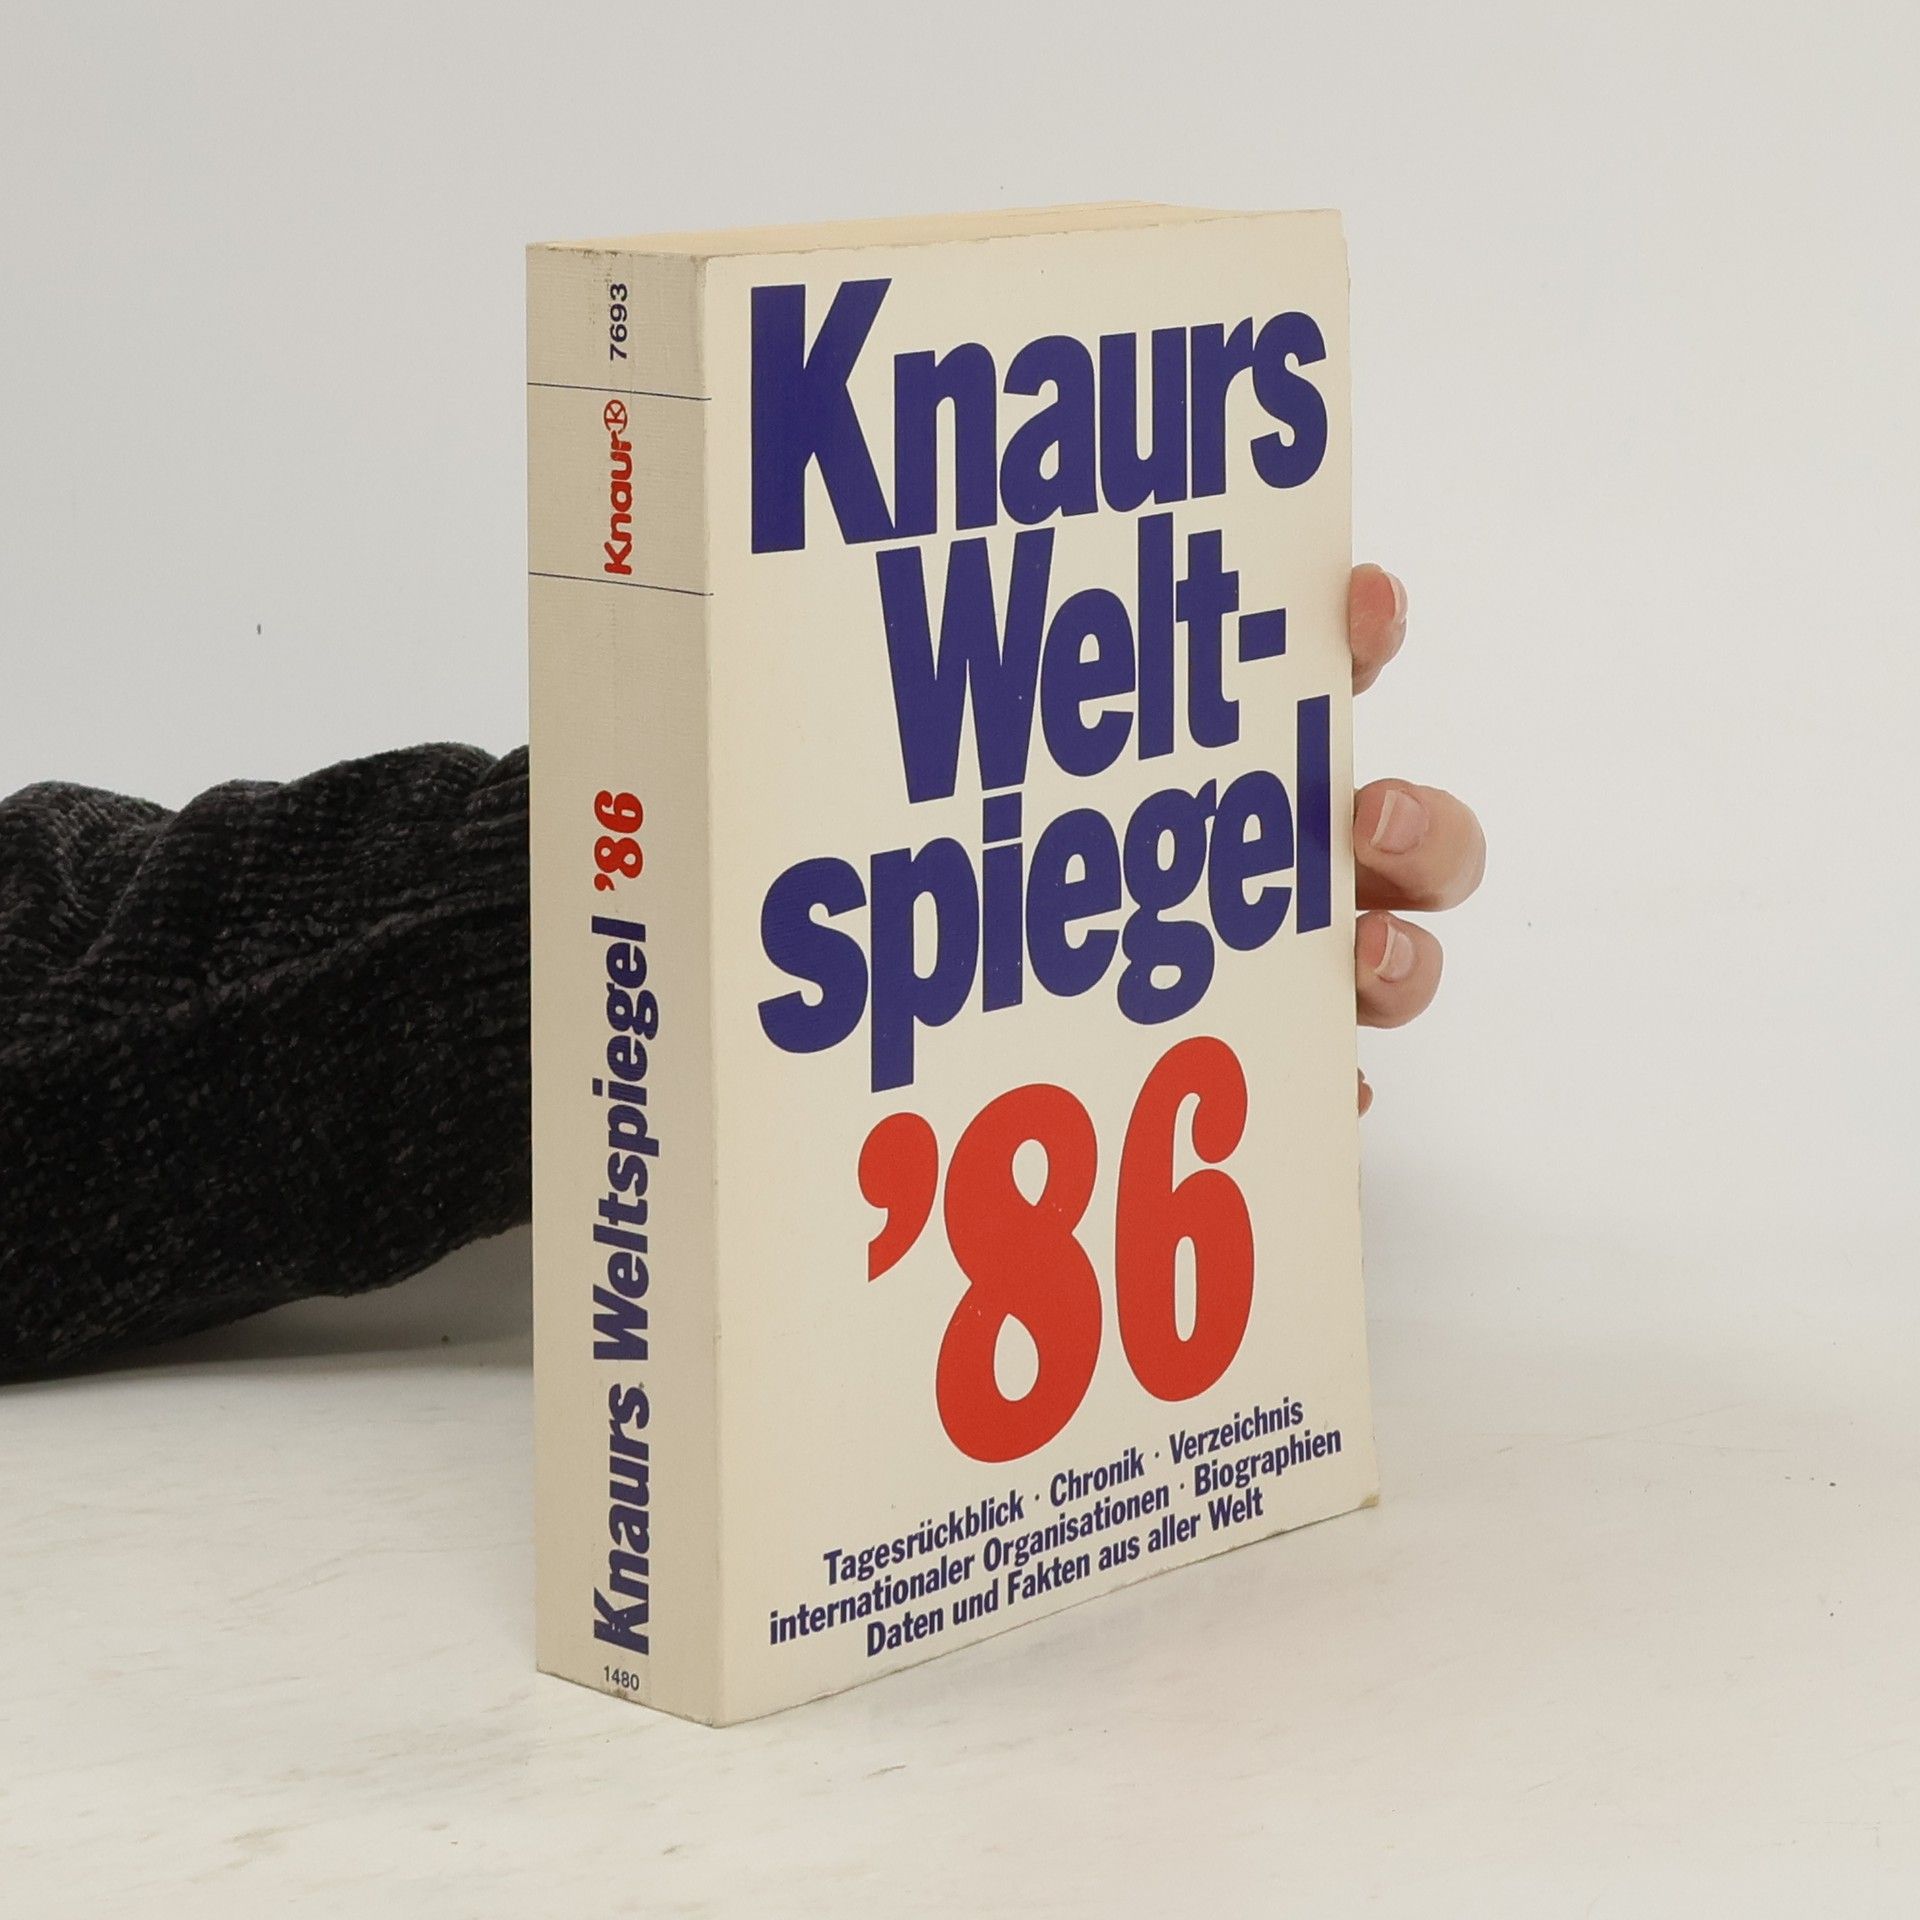 Knaurs
Welt-
spiegel
’86
Tagesrückblick · Chronik · Verzeichnis
internationaler Organisationen · Biographien
Daten und Fakten aus aller Welt
7693
Knaur®
Knaurs Weltspiegel ’86
1480